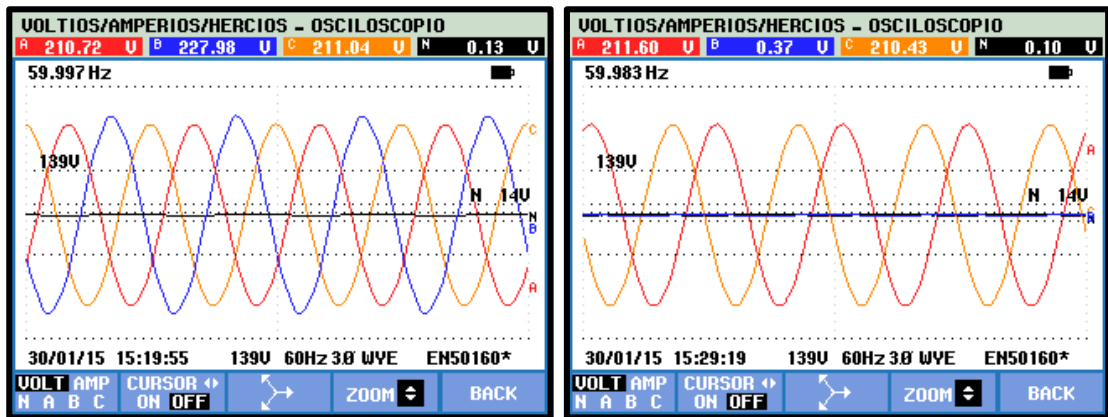 VOLTIOS/AMPERIOS/HERCIOS - OSCILOSCOPIO
A 210.72 V B 227.98 V C 211.04 V N 0.13 V
59.997 Hz
C
139V
N 14V
N
B
A
30/01/15 15:19:55 139V 60Hz 3Ø WYE EN50160*
VOLT AMP CURSOR ZOOM BACK
N A B C ON OFF
VOLTIOS/AMPERIOS/HERCIOS - OSCILOSCOPIO
A 211.60 V B 0.37 V C 210.43 V N 0.10 V
59.983 Hz
A
139V
N 14V
30/01/15 15:29:19 139V 60Hz 3Ø WYE EN50160*
VOLT AMP CURSOR ZOOM BACK
N A B C ON OFF